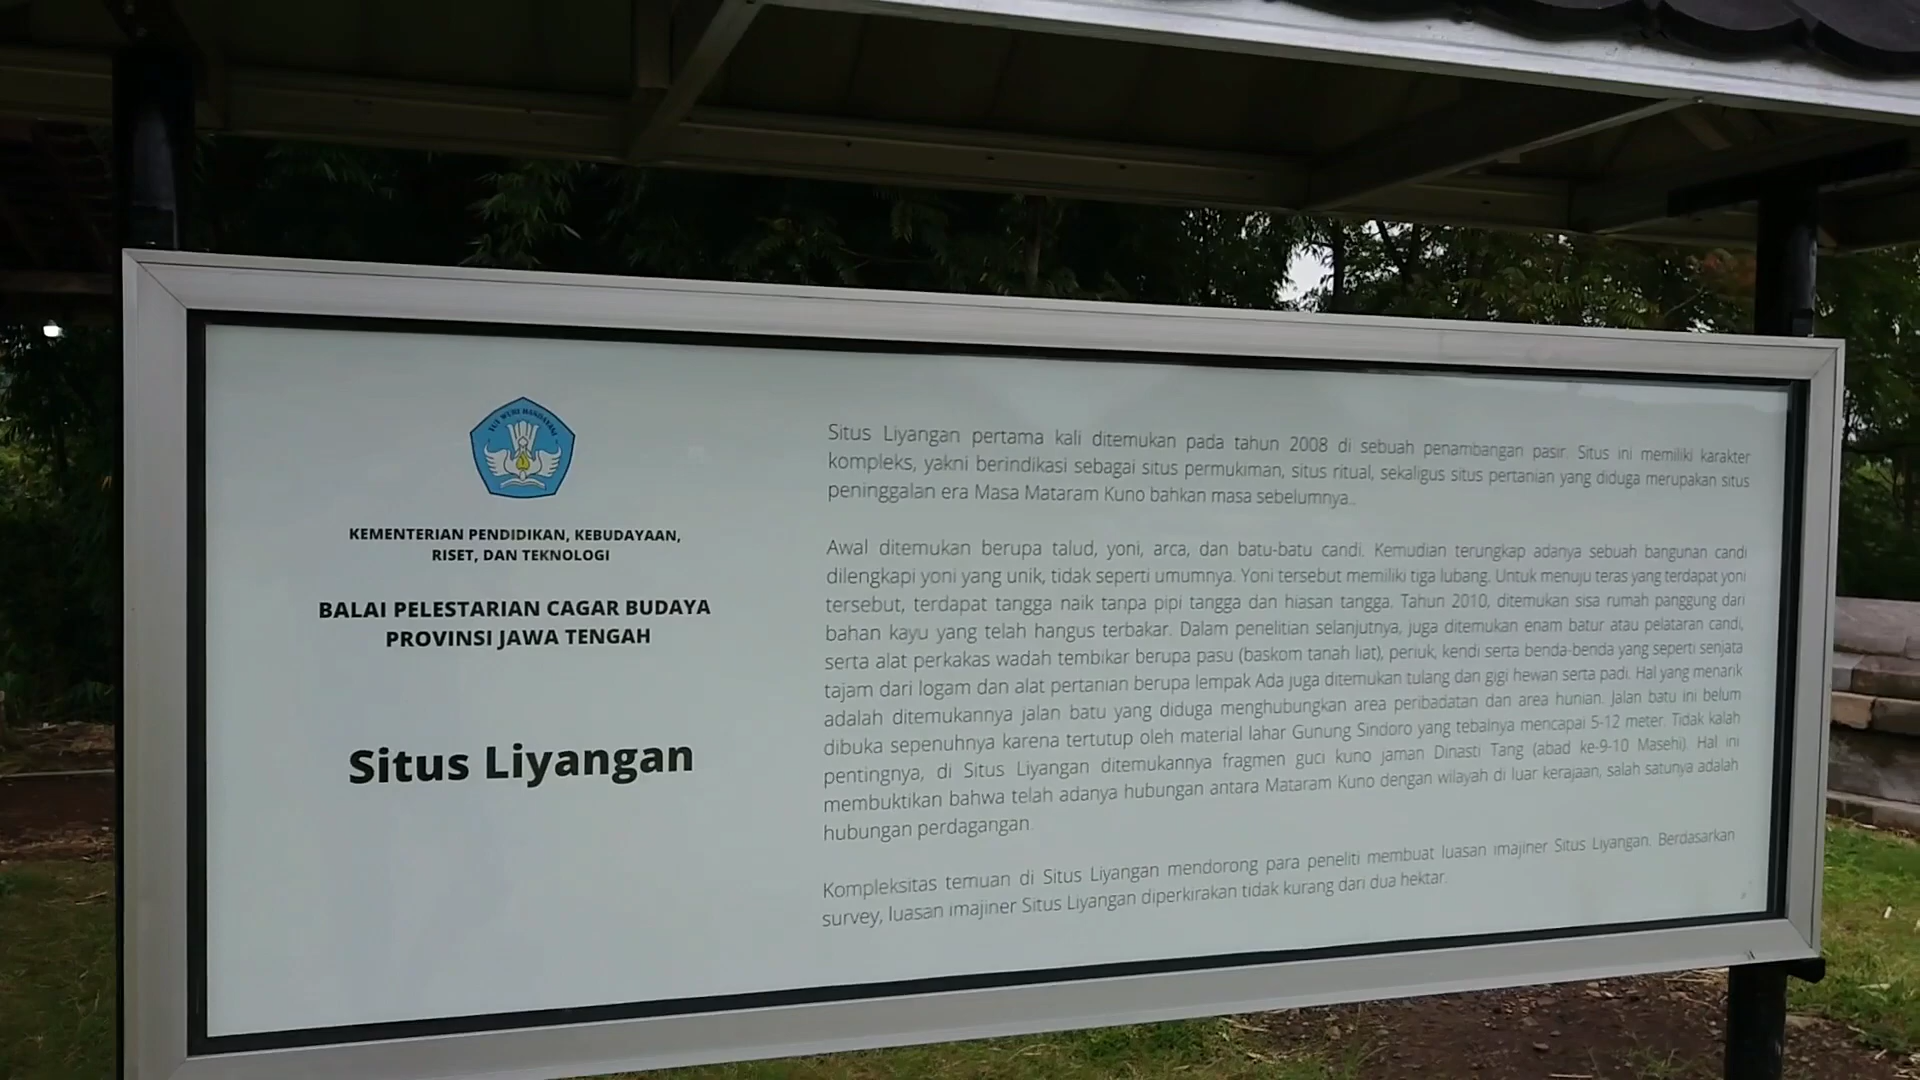 TUT WURI HANDAYANI
KEMENTERIAN PENDIDIKAN, KEBUDAYAAN,
RISET, DAN TEKNOLOGI
BALAI PELESTARIAN CAGAR BUDAYA
PROVINSI JAWA TENGAH
Situs Liyangan
Situs Liyangan pertama kali ditemukan pada tahun 2008 di sebuah penambangan pasir. Situs ini memiliki karakter
kompleks, yakni berindikasi sebagai situs permukiman, situs ritual, sekaligus situs pertanian yang diduga merupakan situs
peninggalan era Masa Mataram Kuno bahkan masa sebelumnya..
Awal ditemukan berupa talud, yoni, arca, dan batu-batu candi. Kemudian terungkap adanya sebuah bangunan candi
dilengkapi yoni yang unik, tidak seperti umumnya. Yoni tersebut memiliki tiga lubang. Untuk menuju teras yang terdapat yoni
tersebut, terdapat tangga naik tanpa pipi tangga dan hiasan tangga. Tahun 2010, ditemukan sisa rumah panggung dari
bahan kayu yang telah hangus terbakar. Dalam penelitian selanjutnya, juga ditemukan enam batur atau pelataran candi,
serta alat perkakas wadah tembikar berupa pasu (baskom tanah liat), periuk, kendi serta benda-benda yang seperti senjata
tajam dari logam dan alat pertanian berupa lempak Ada juga ditemukan tulang dan gigi hewan serta padi. Hal yang menarik
adalah ditemukannya jalan batu yang diduga menghubungkan area peribadatan dan area hunian. Jalan batu ini belum
dibuka sepenuhnya karena tertutup oleh material lahar Gunung Sindoro yang tebalnya mencapai 5-12 meter. Tidak kalah
pentingnya, di Situs Liyangan ditemukannya fragmen guci kuno jaman Dinasti Tang (abad ke-9-10 Masehi). Hal ini
membuktikan bahwa telah adanya hubungan antara Mataram Kuno dengan wilayah di luar kerajaan, salah satunya adalah
hubungan perdagangan.
Kompleksitas temuan di Situs Liyangan mendorong para peneliti membuat luasan imajiner Situs Liyangan. Berdasarkan
survey, luasan imajiner Situs Liyangan diperkirakan tidak kurang dari dua hektar.